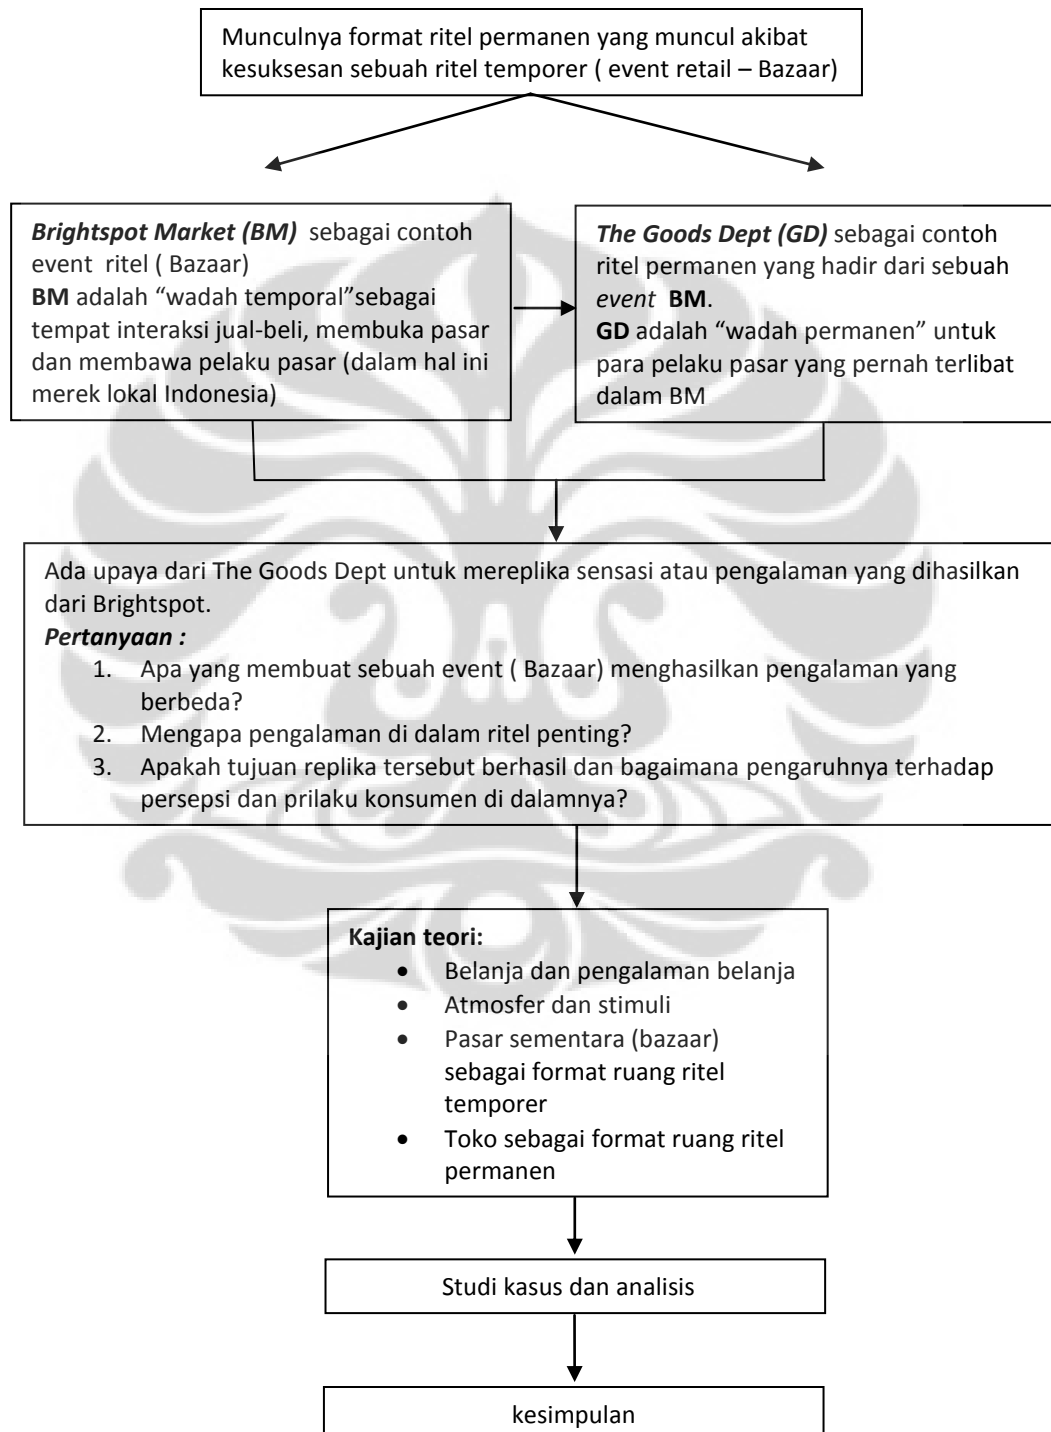 Munculnya format ritel permanen yang muncul akibat
kesuksesan sebuah ritel temporer ( event retail – Bazaar)
Brightspot Market (BM) sebagai contoh
event ritel ( Bazaar)
BM adalah “wadah temporal”sebagai
tempat interaksi jual-beli, membuka pasar
dan membawa pelaku pasar (dalam hal ini
merek lokal Indonesia)
The Goods Dept (GD) sebagai contoh
ritel permanen yang hadir dari sebuah
event BM.
GD adalah “wadah permanen” untuk
para pelaku pasar yang pernah terlibat
dalam BM
Ada upaya dari The Goods Dept untuk mereplika sensasi atau pengalaman yang dihasilkan
dari Brightspot.
Pertanyaan :
1. Apa yang membuat sebuah event ( Bazaar) menghasilkan pengalaman yang
berbeda?
2. Mengapa pengalaman di dalam ritel penting?
3. Apakah tujuan replika tersebut berhasil dan bagaimana pengaruhnya terhadap
persepsi dan prilaku konsumen di dalamnya?
Kajian teori:
• Belanja dan pengalaman belanja
• Atmosfer dan stimuli
• Pasar sementara (bazaar)
sebagai format ruang ritel
temporer
• Toko sebagai format ruang ritel
permanen
Studi kasus dan analisis
kesimpulan